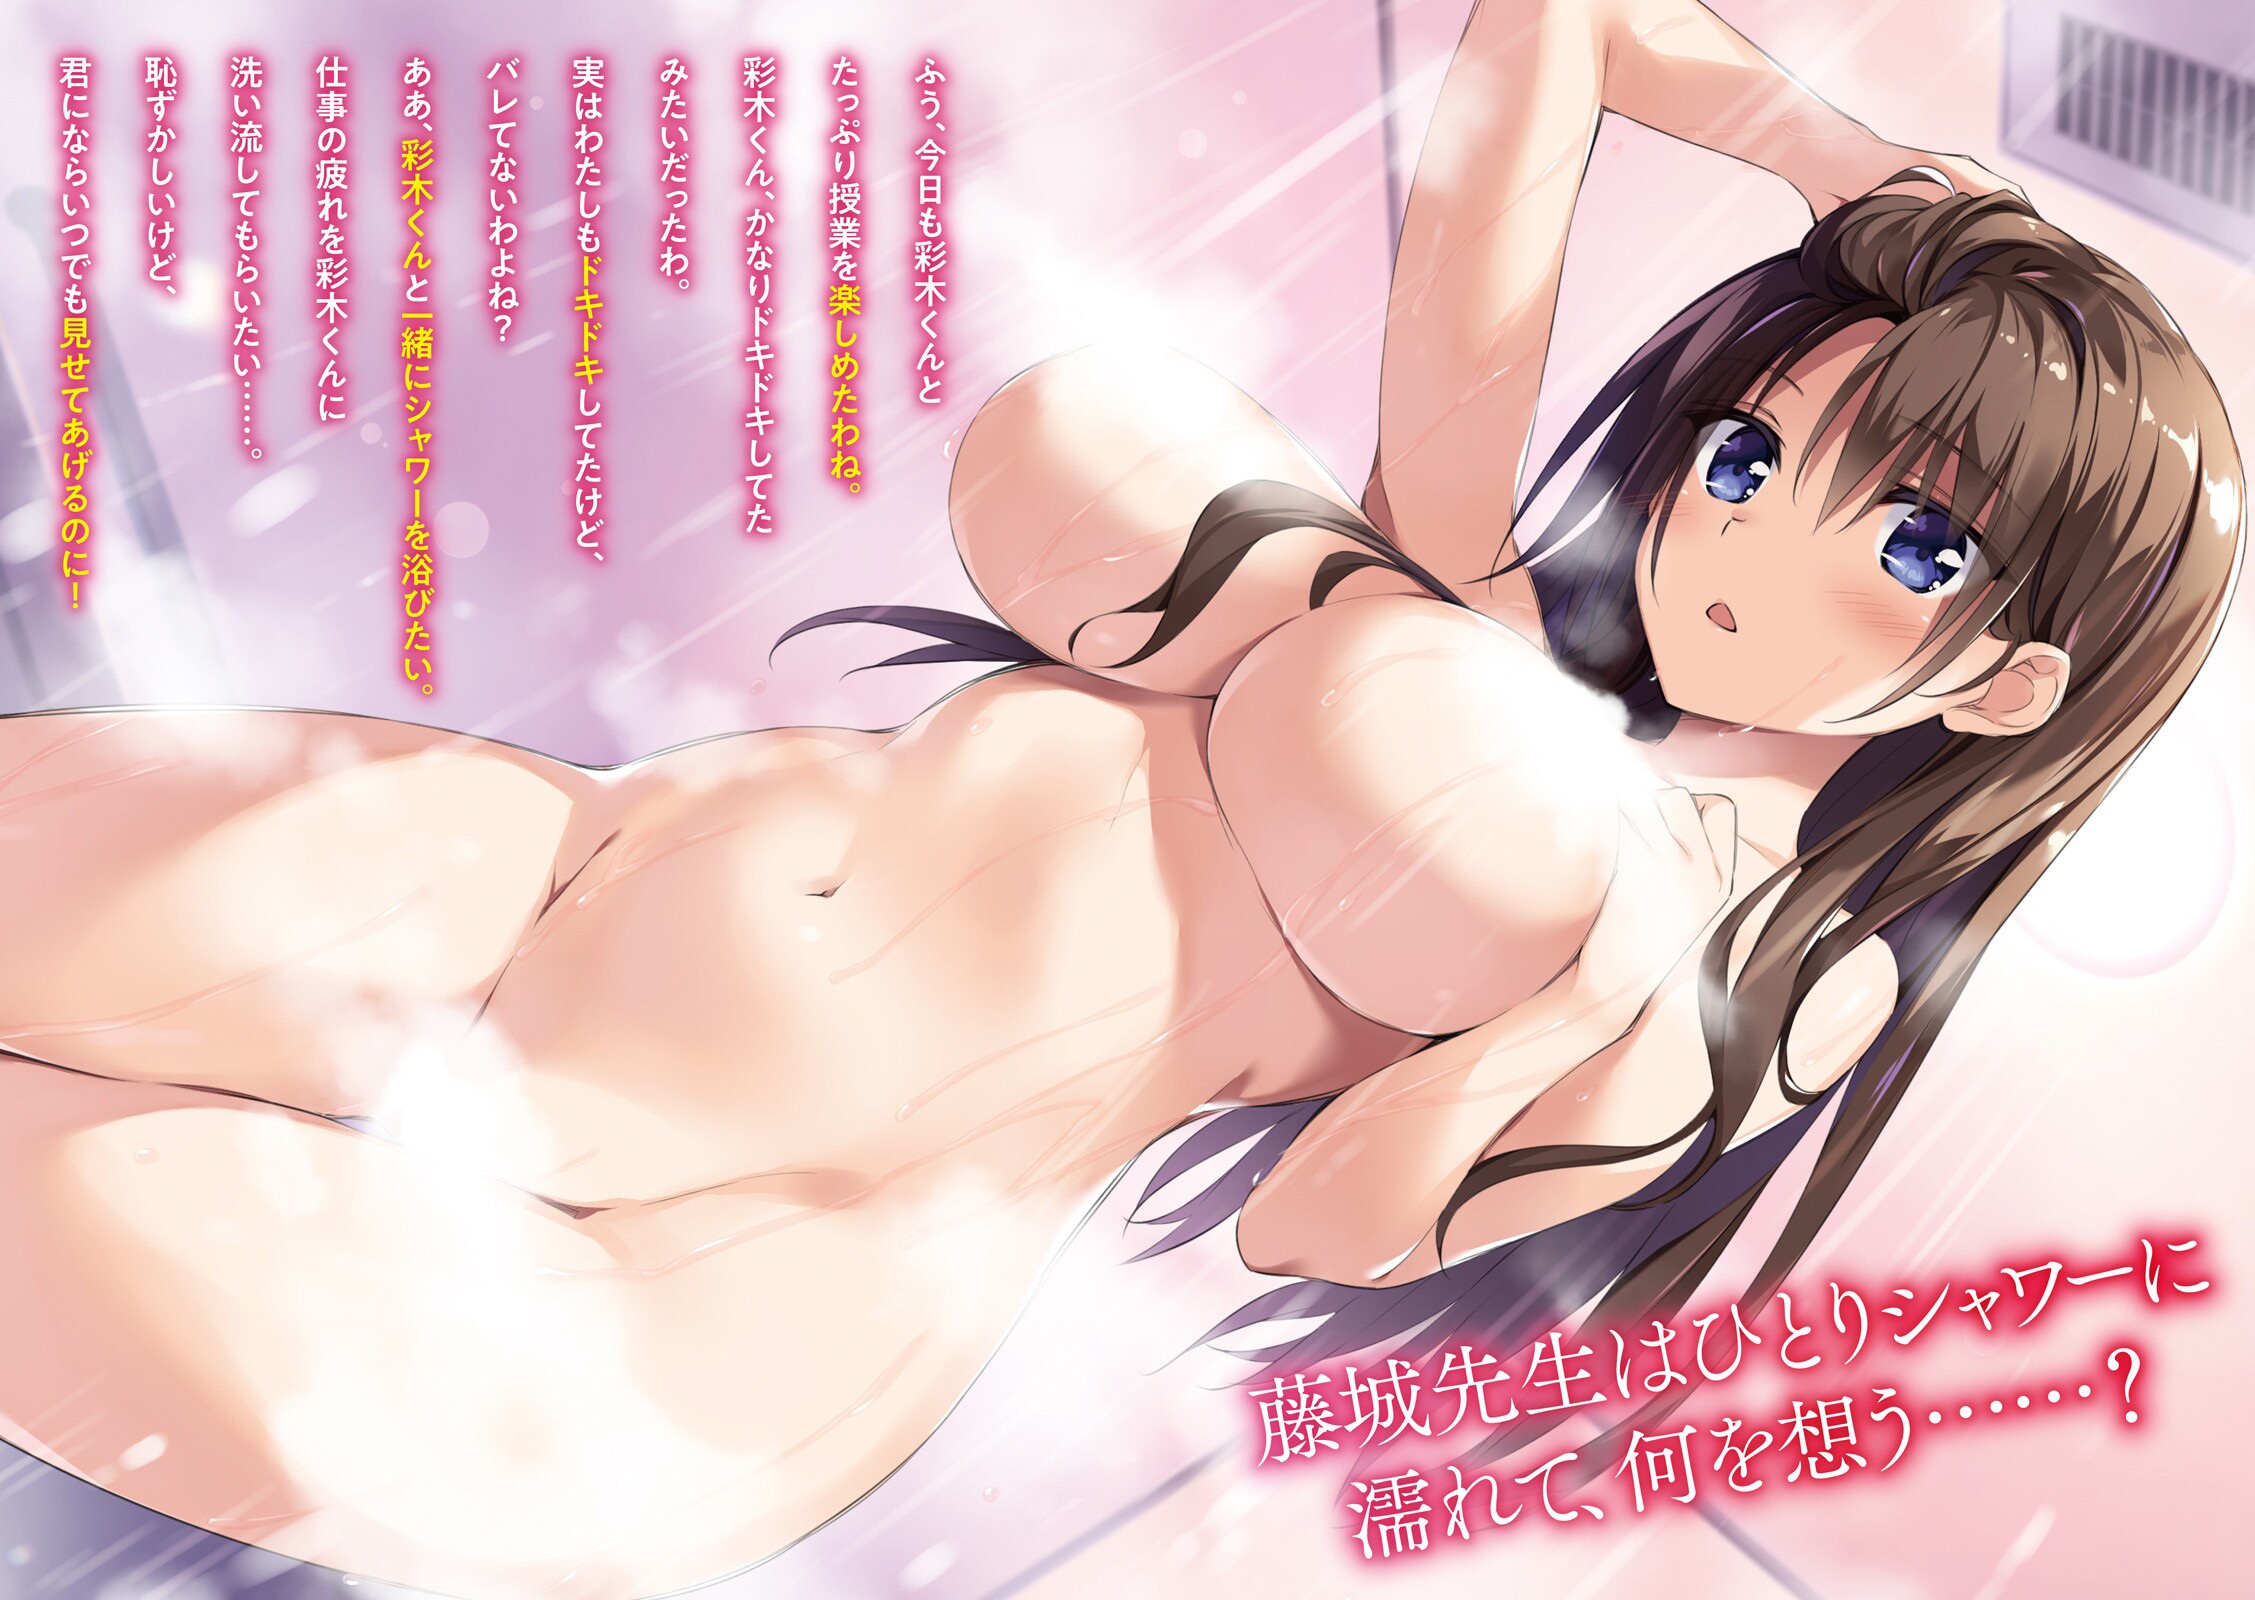 ふう、今日も彩木くんと
たっぷり授業を楽しめたわね。
彩木くん、かなりドキドキしてた
みたいだったわ。
実はわたしもドキドキしてたけど、
バレてないわよね？
ああ、彩木くんと一緒にシャワーを浴びたい。
仕事の疲れを彩木くんに
洗い流してもらいたい……。
恥ずかしいけど、
君にならいつでも見せてあげるのに！
藤城先生はひとりシャワーに
濡れて、何を想う……？